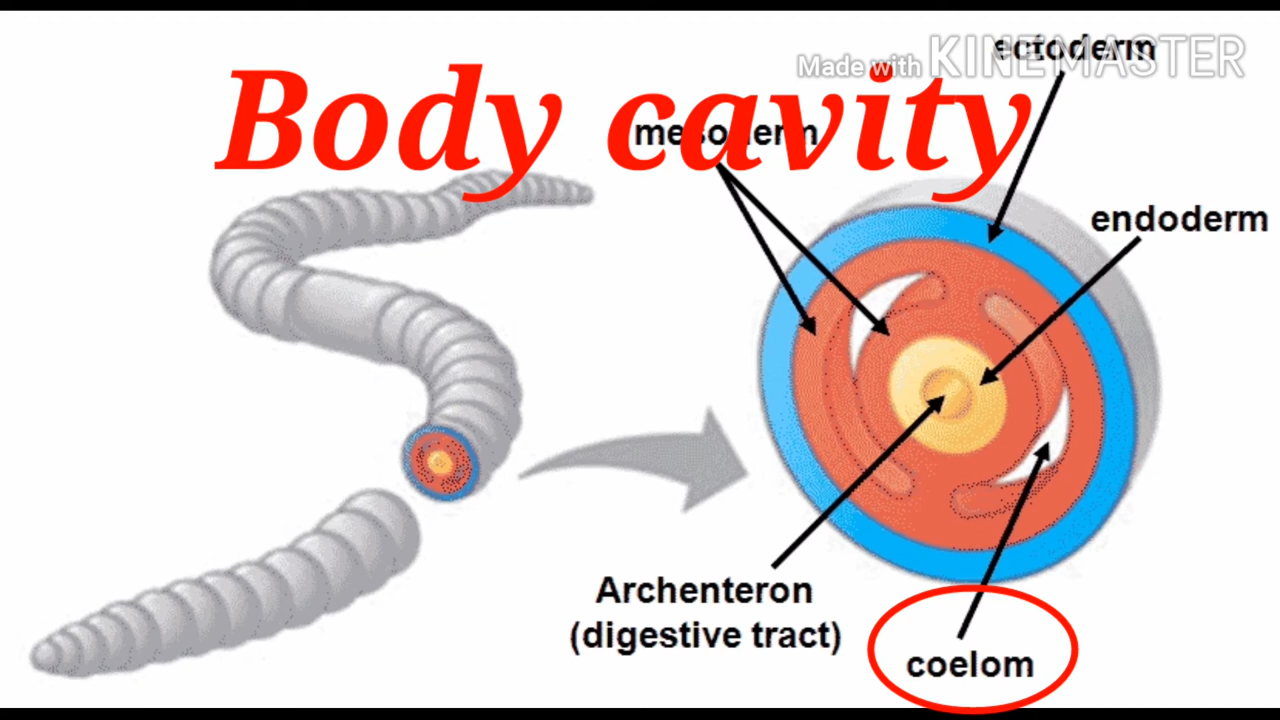 ectoderm
Made with KINEMASTER
Body cavity
mesoderm
endoderm
Archenteron
(digestive tract)
coelom